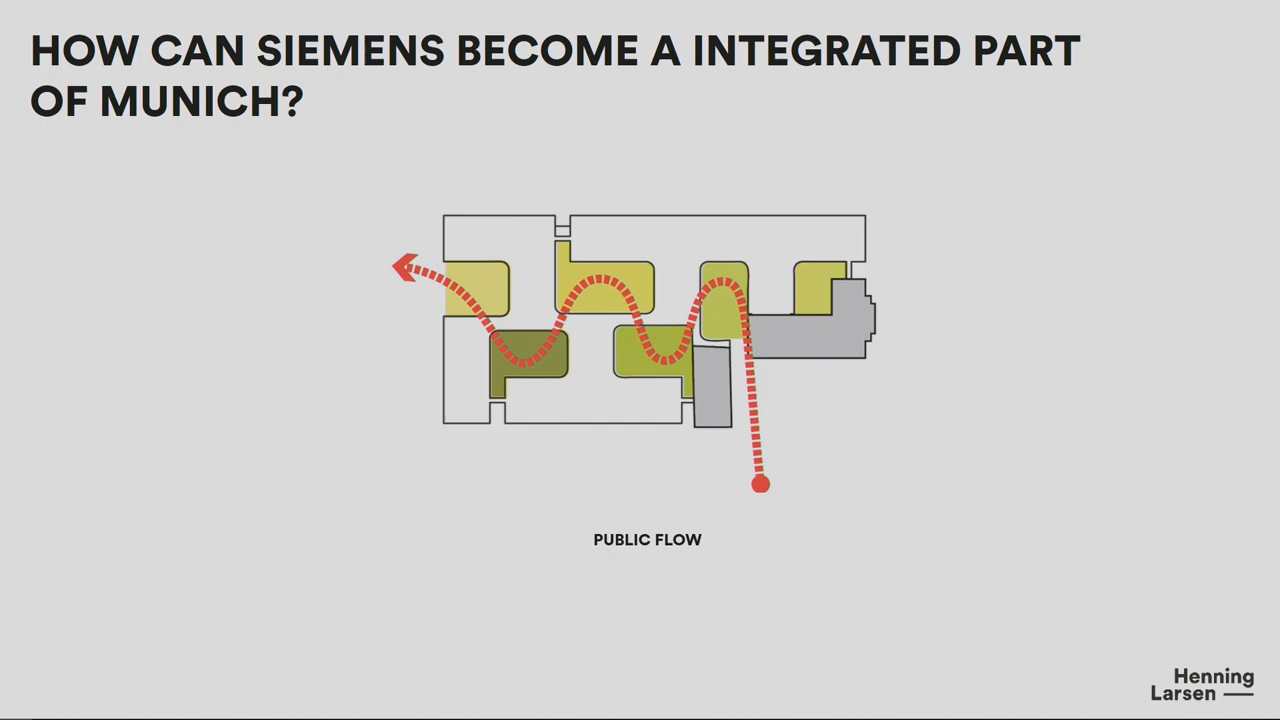 HOW CAN SIEMENS BECOME A INTEGRATED PART
OF MUNICH?
PUBLIC FLOW
Henning
Larsen